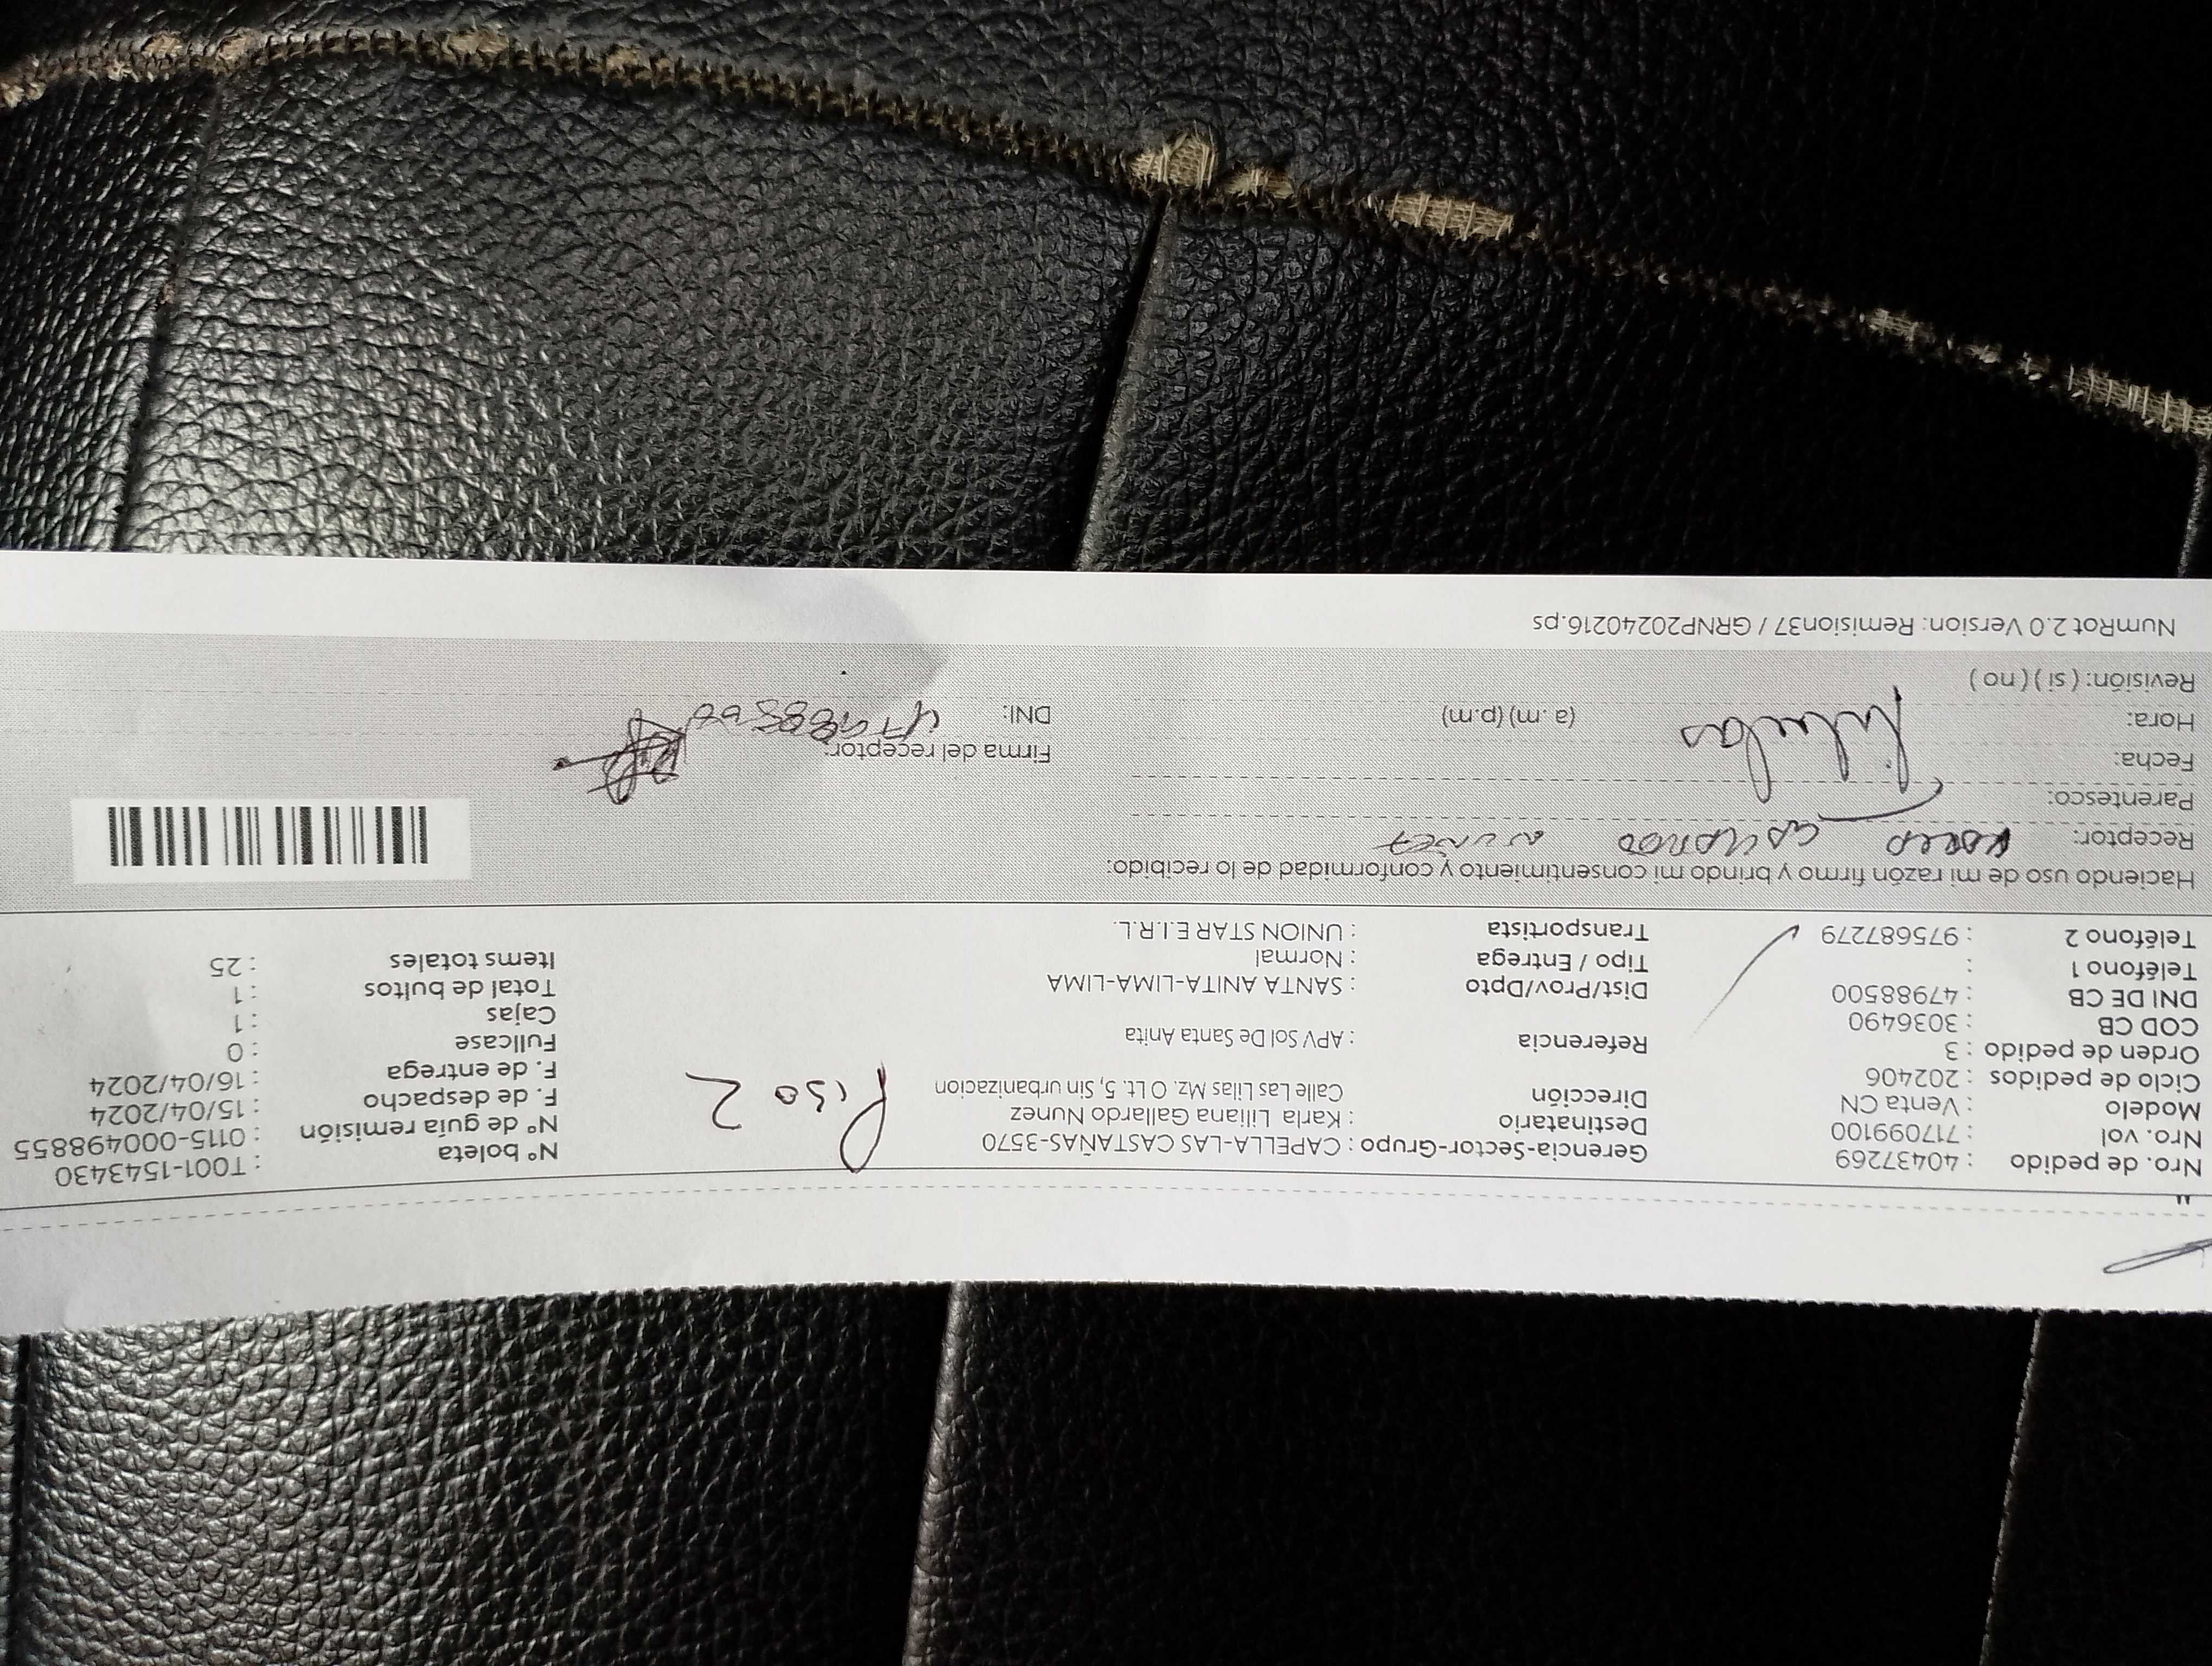 Nro. de pedido : 40437269
Nro. vol : 717099100
Modelo : Venta CN
Ciclo de pedidos : 202406
Orden de pedido : 3
COD CB : 3036490
DNI DE CB : 47988500
Teléfono 1 :
Teléfono 2 : 975687279
Gerencia-Sector-Grupo : CAPELLA-LAS CASTAÑAS-3570
Destinatario : Karla Liliana Gallardo Nunez
Dirección Calle Las Lilas Mz. O Lt. 5, Sin urbanizacion
Referencia : APV Sol De Santa Anita
Dist/Prov/Dpto : SANTA ANITA-LIMA-LIMA
Tipo / Entrega : Normal
Transportista : UNION STAR E.I.R.L.
Piso 2
N° boleta : T001-1543430
N° de guía remisión : 0115-000498855
F. de despacho : 15/04/2024
F. de entrega : 16/04/2024
Fullcase : 0
Cajas : 1
Total de bultos : 1
Items totales : 25
Haciendo uso de mi razón firmo y brindo mi consentimiento y conformidad de lo recibido:
Receptor:
Parentesco:
Fecha:
Hora: (a.m) (p.m)
Revisión: ( si ) ( no )
Firma del receptor:
DNI: 47988500
NumRot 2.0 Version: Remision37 / GRNP20240216.ps